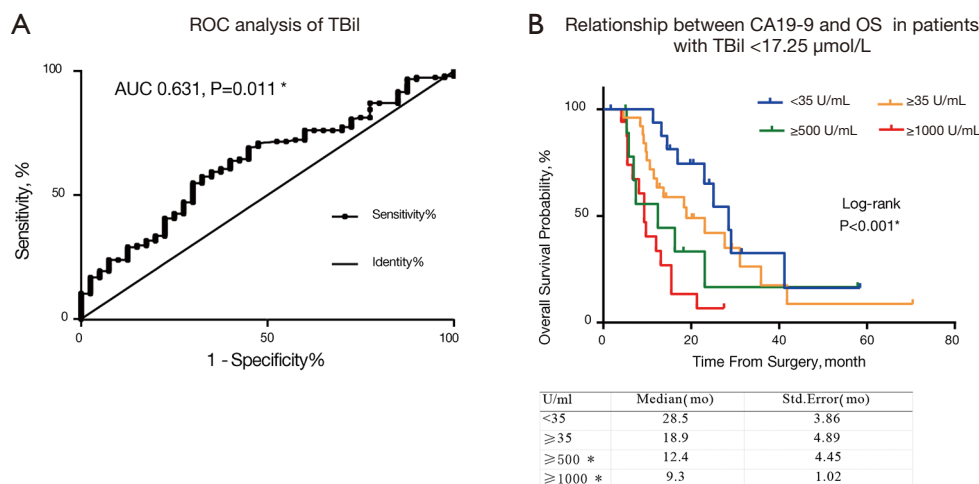 A
ROC analysis of TBil
AUC 0.631, P=0.011 *
100
50
0
Sensitivity, %
Sensitivity%
Identity%
0
50
100
1 - Specificity%
B
Relationship between CA19-9 and OS in patients
with TBil <17.25 μmol/L
<35 U/mL
≥35 U/mL
≥500 U/mL
≥1000 U/mL
Log-rank
P<0.001*
100
50
0
Overall Survival Probability, %
0
20
40
60
80
Time From Surgery, month
U/ml Median(mo) Std.Error(mo)
<35 28.5 3.86
≥35 18.9 4.89
≥500 * 12.4 4.45
≥1000 * 9.3 1.02